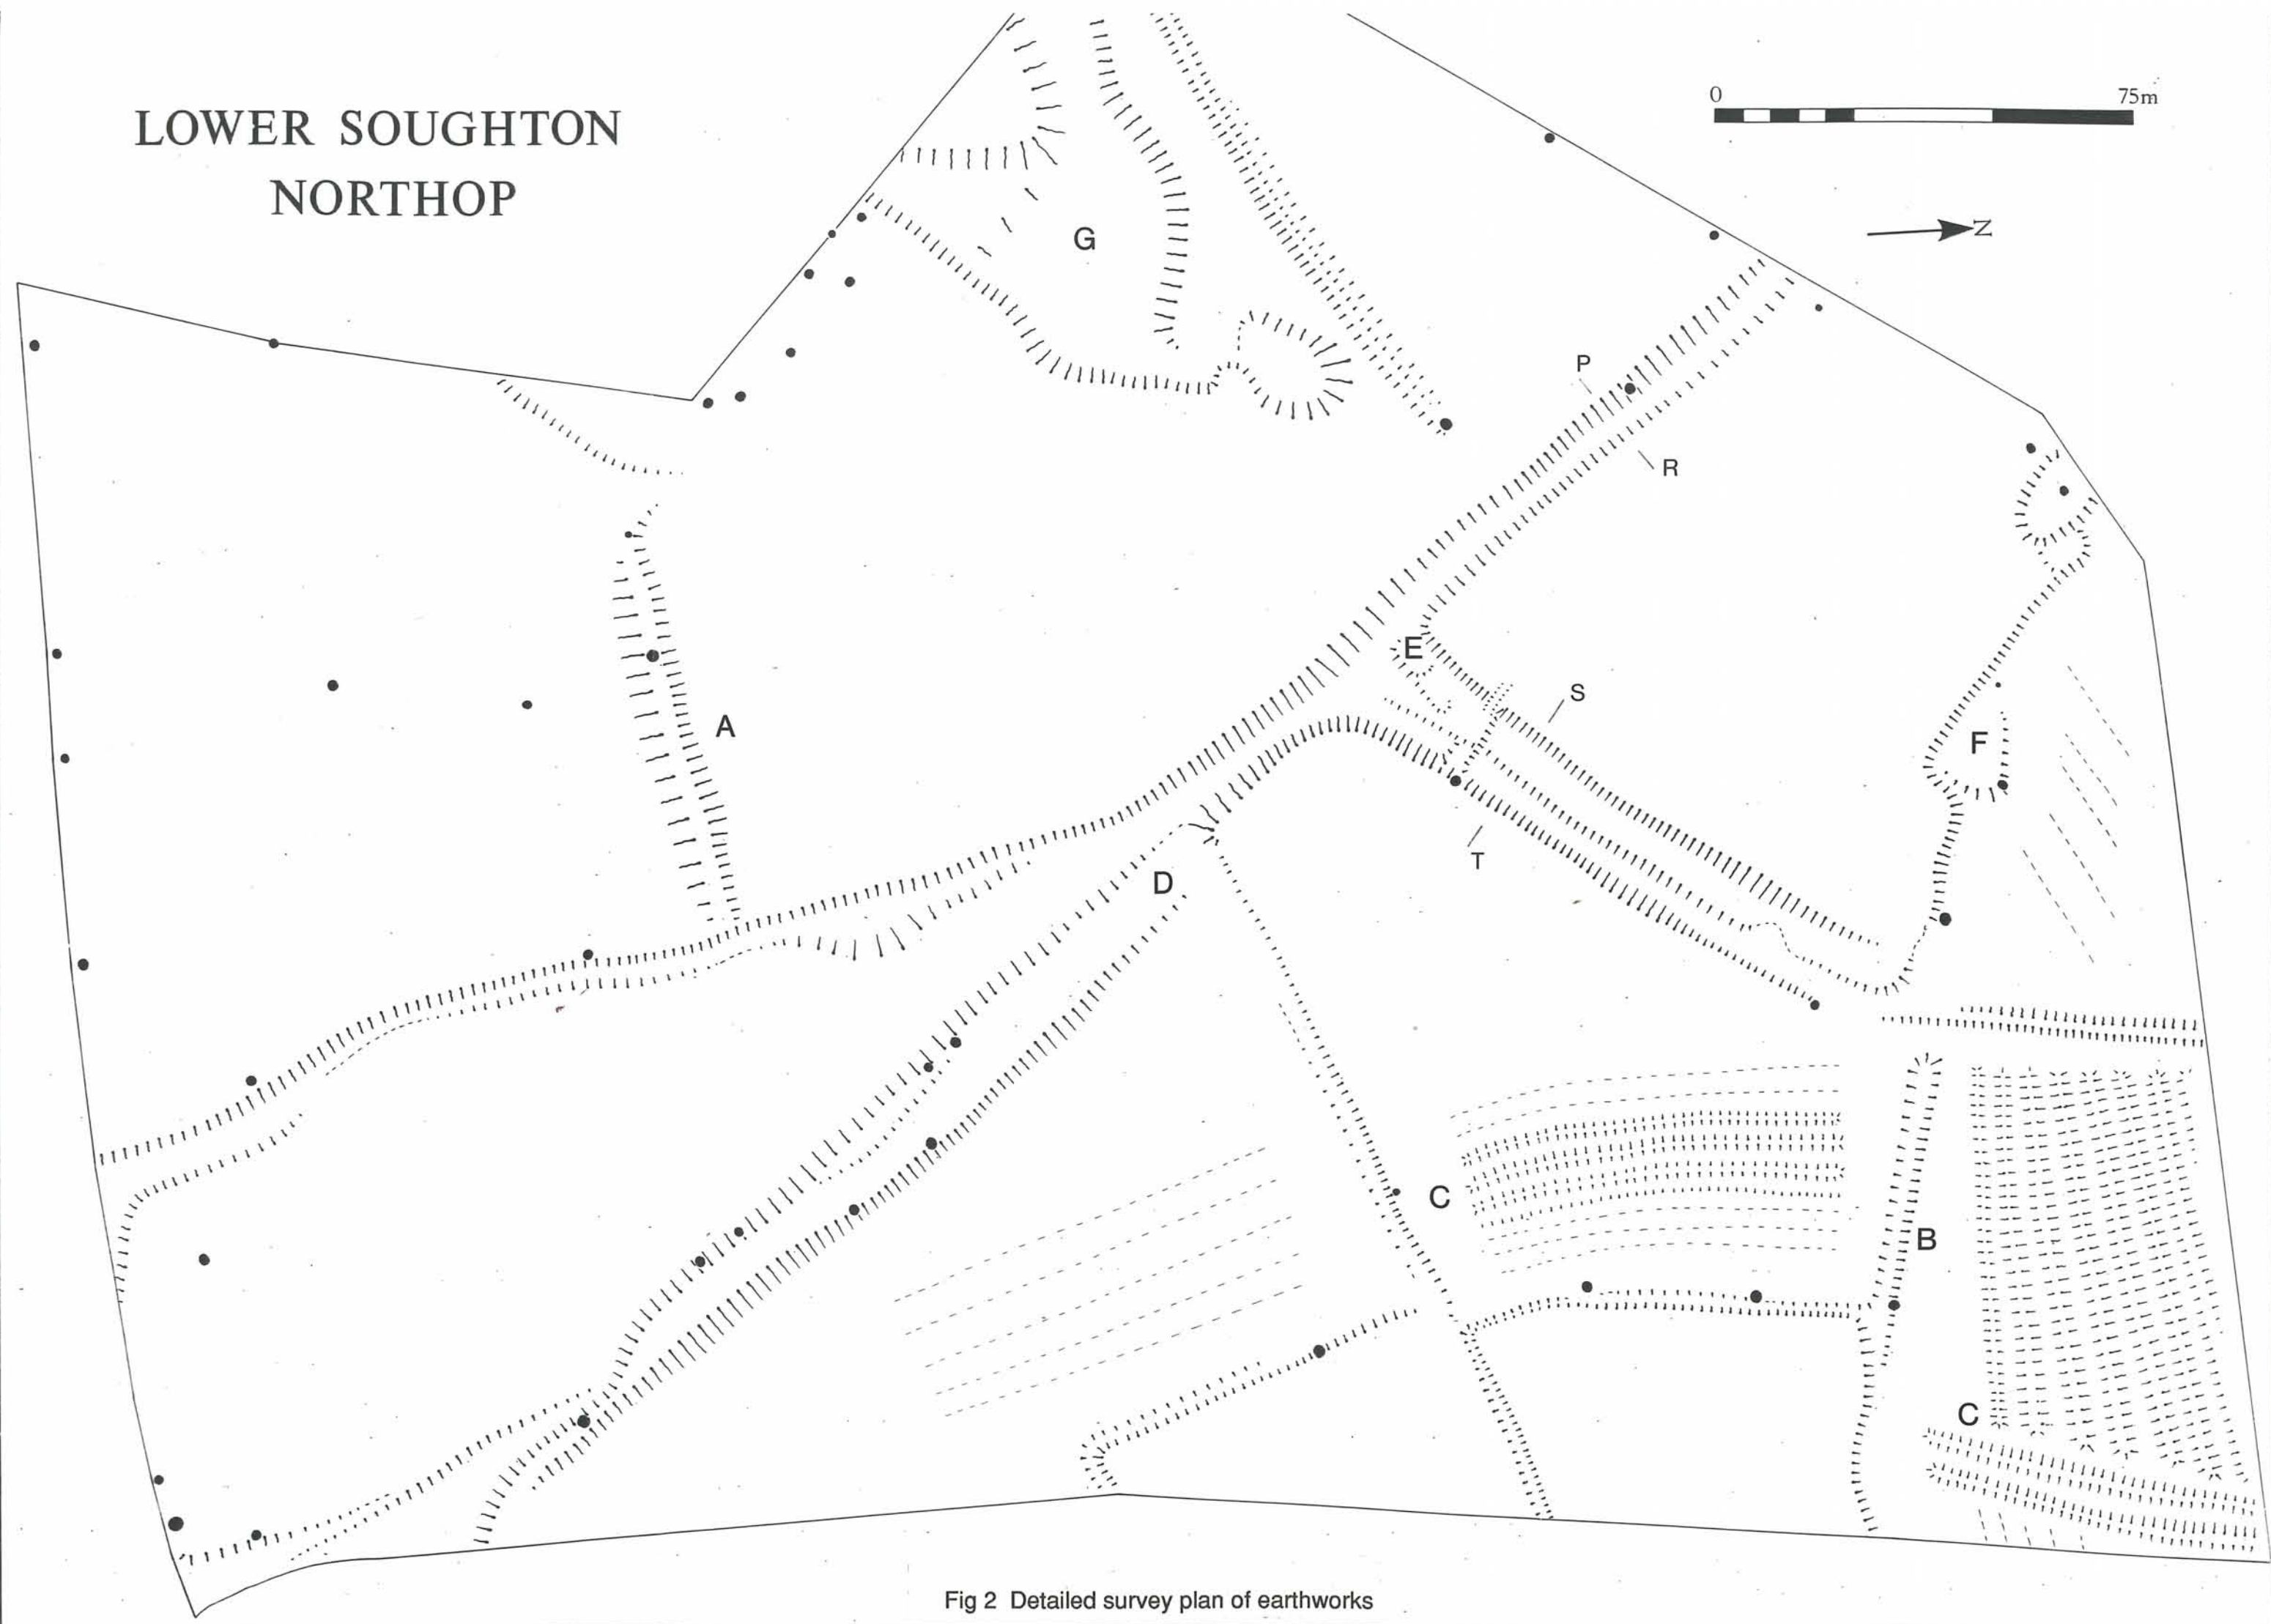 LOWER SOUGHTON
NORTHOP
0 75m
N
G
P
R
E
S
A
F
T
D
C
B
C
Fig 2 Detailed survey plan of earthworks